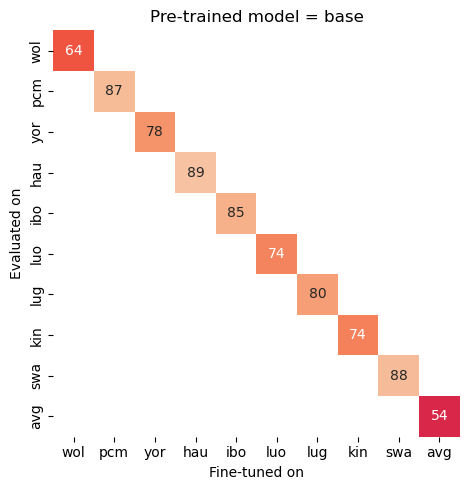 Pre-trained model = base
Evaluated on
wol 64
pcm 87
yor 78
hau 89
ibo 85
luo 74
lug 80
kin 74
swa 88
avg 54
wol pcm yor hau ibo luo lug kin swa avg
Fine-tuned on